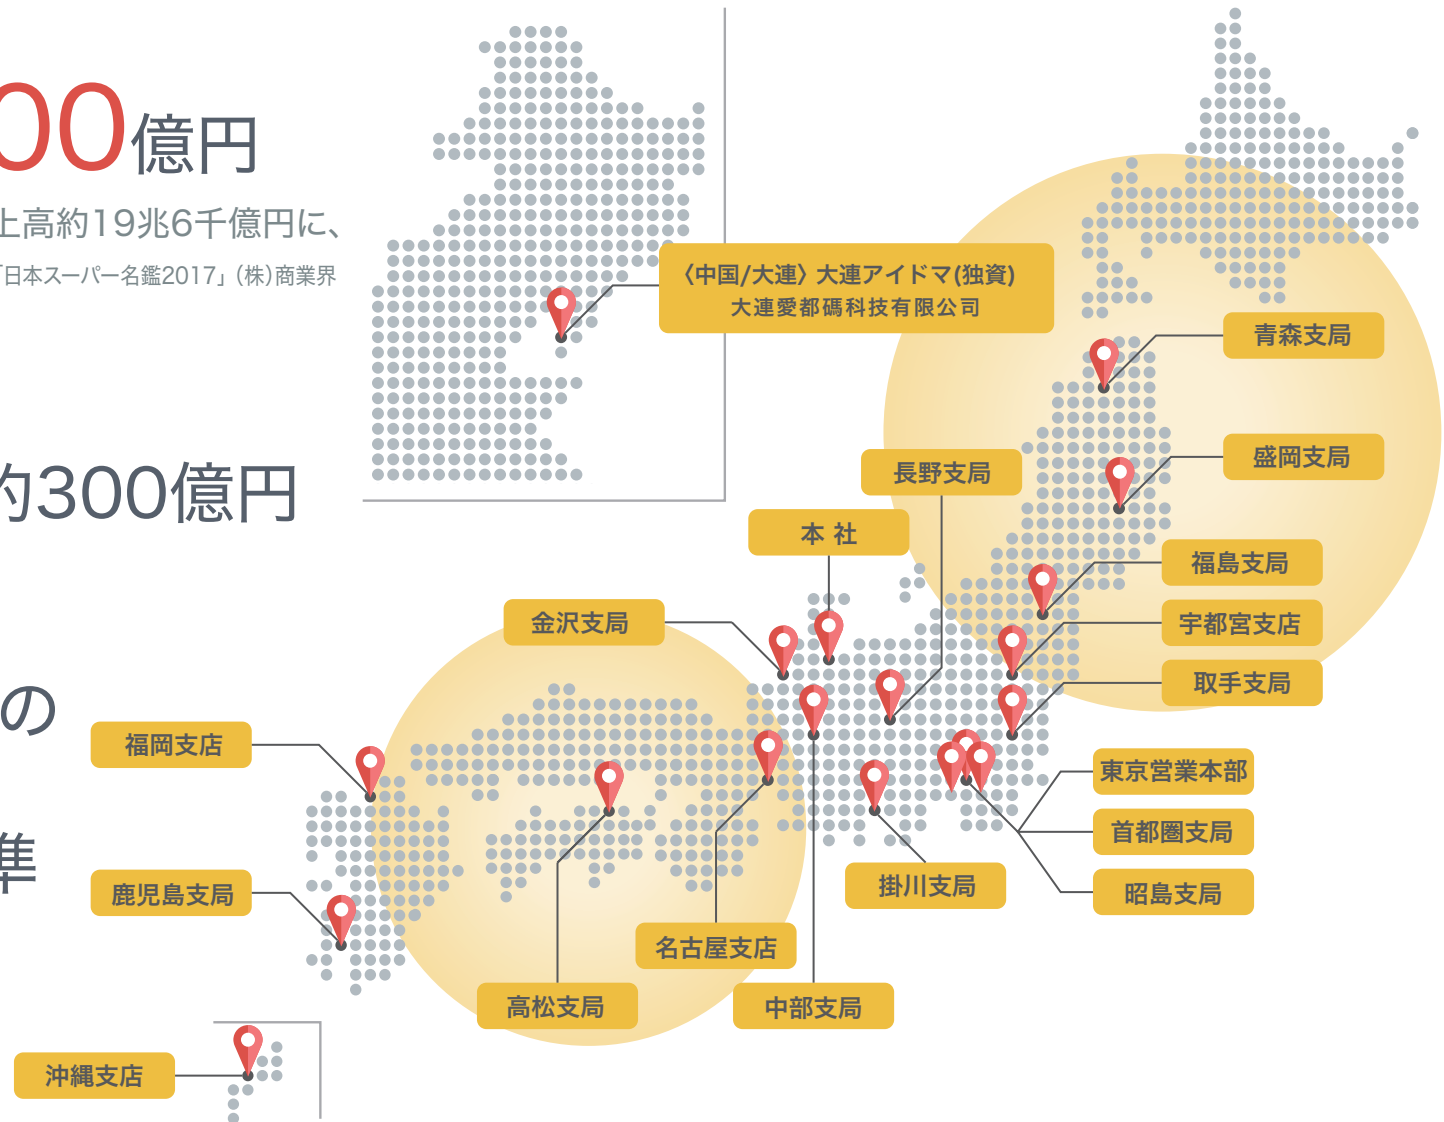 00億円
上高約19兆6千億円に、
「日本スーパー名鑑2017」(株)商業界
約300億円
の
準
〈中国/大連〉大連アイドマ(独資)
大連愛都碼科技有限公司
青森支局
盛岡支局
長野支局
本 社
福島支局
金沢支局
宇都宮支店
取手支局
福岡支店
東京営業本部
首都圏支局
鹿児島支局
掛川支局
昭島支局
名古屋支店
高松支局
中部支局
沖縄支店